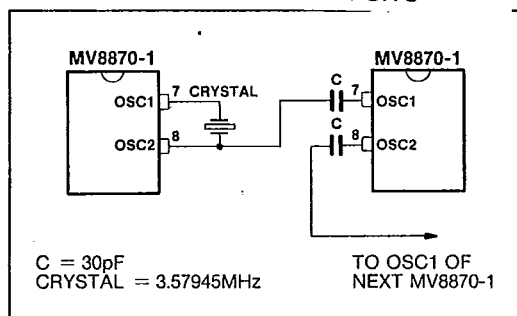 MV8870-1
MV8870-1
7 CRYSTAL
C
7
OSC1
OSC1
C
8
8
OSC2
OSC2
C = 30pF
CRYSTAL = 3.57945MHz
TO OSC1 OF
NEXT MV8870-1